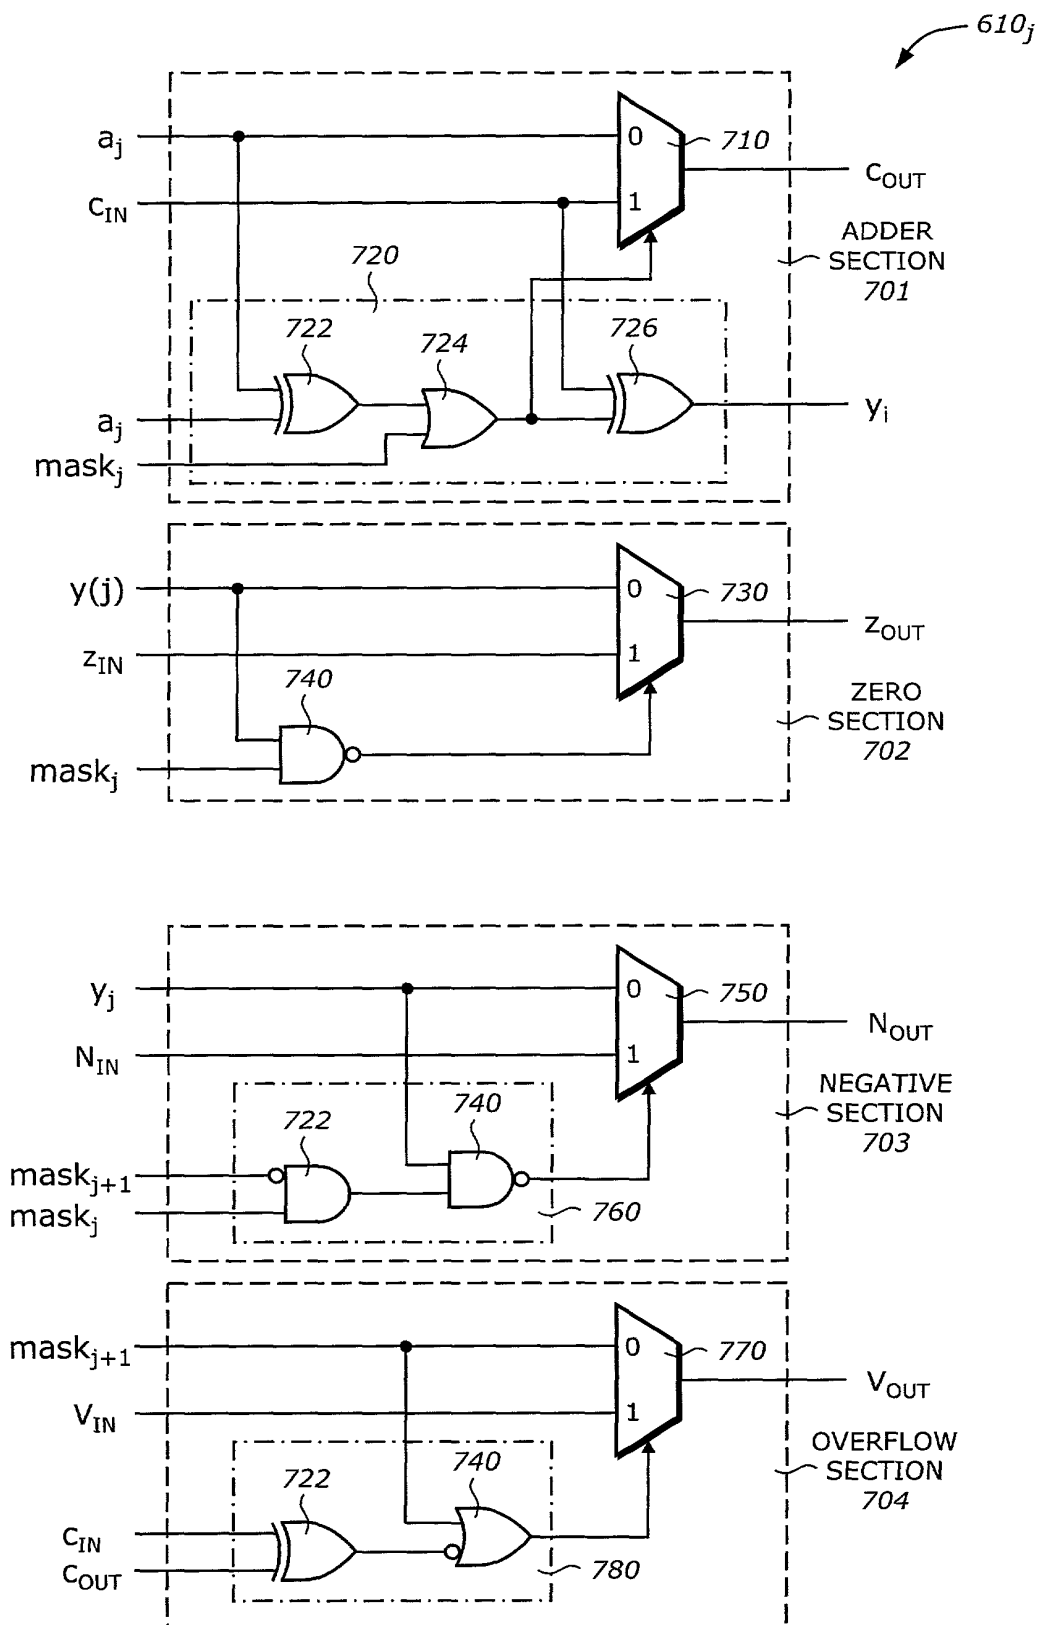 610j
aj
0
710
cOUT
cIN
1
ADDER
SECTION
701
720
722
724
726
aj
yi
maskj
y(j)
0
730
zOUT
zIN
1
740
ZERO
SECTION
702
maskj
yj
0
750
NOUT
NIN
1
NEGATIVE
SECTION
703
722
740
maskj+1
maskj
760
maskj+1
0
770
VOUT
VIN
1
OVERFLOW
SECTION
704
722
740
cIN
cOUT
780